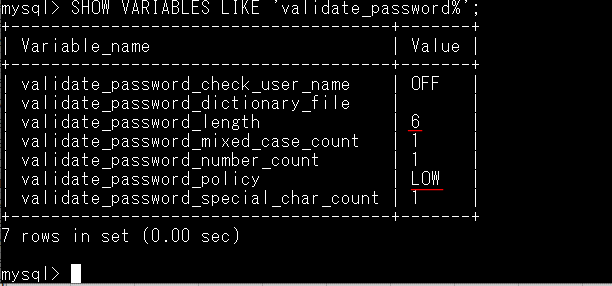 mysql> SHOW VARIABLES LIKE 'validate_password%';
+--------------------------------------+-------+
| Variable_name                        | Value |
+--------------------------------------+-------+
| validate_password_check_user_name    | OFF   |
| validate_password_dictionary_file    |       |
| validate_password_length             | 6     |
| validate_password_mixed_case_count   | 1     |
| validate_password_number_count       | 1     |
| validate_password_policy             | LOW   |
| validate_password_special_char_count | 1     |
+--------------------------------------+-------+
7 rows in set (0.00 sec)
mysql>